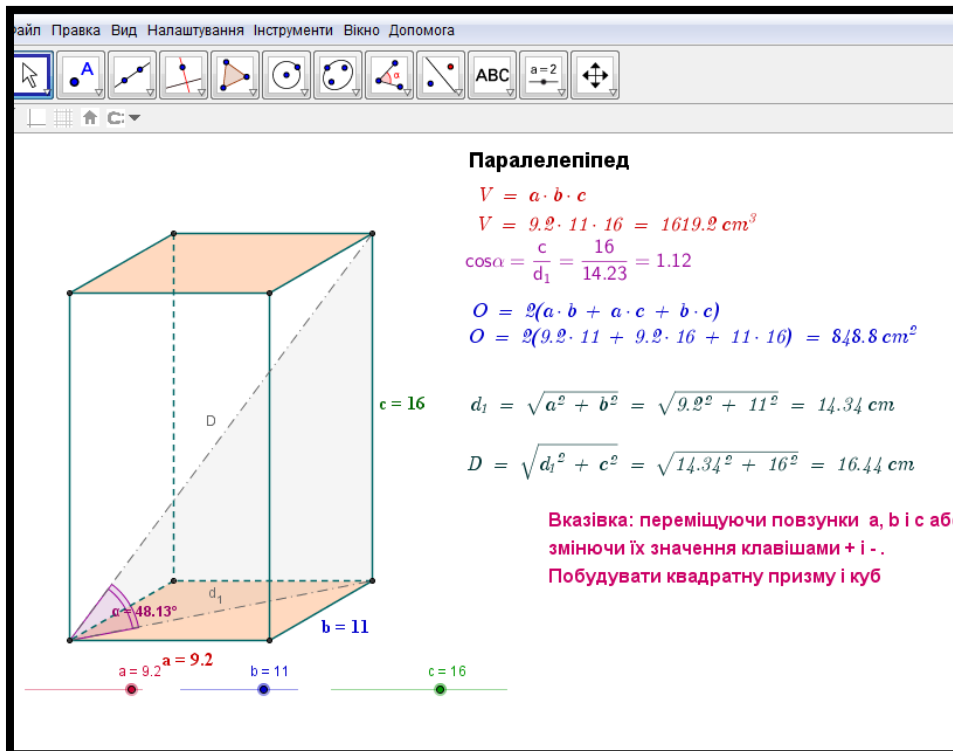 айл Правка Вид Налаштування Інструменти Вікно Допомога
A α ABC a = 2
Паралелепіпед
V = a · b · c
V = 9.2 · 11 · 16 = 1619.2 cm³
cosα = c/d₁ = 16/14.23 = 1.12
O = 2(a · b + a · c + b · c)
O = 2(9.2 · 11 + 9.2 · 16 + 11 · 16) = 848.8 cm²
c = 16
d₁ = √(a² + b²) = √(9.2² + 11²) = 14.34 cm
D
D = √(d₁² + c²) = √(14.34² + 16²) = 16.44 cm
Вказівка: переміщуючи повзунки a, b і c або
змінючи їх значення клавішами + і - .
Побудувати квадратну призму і куб
d₁
α = 48.13°
b = 11
a = 9.2
a = 9.2
b = 11
c = 16